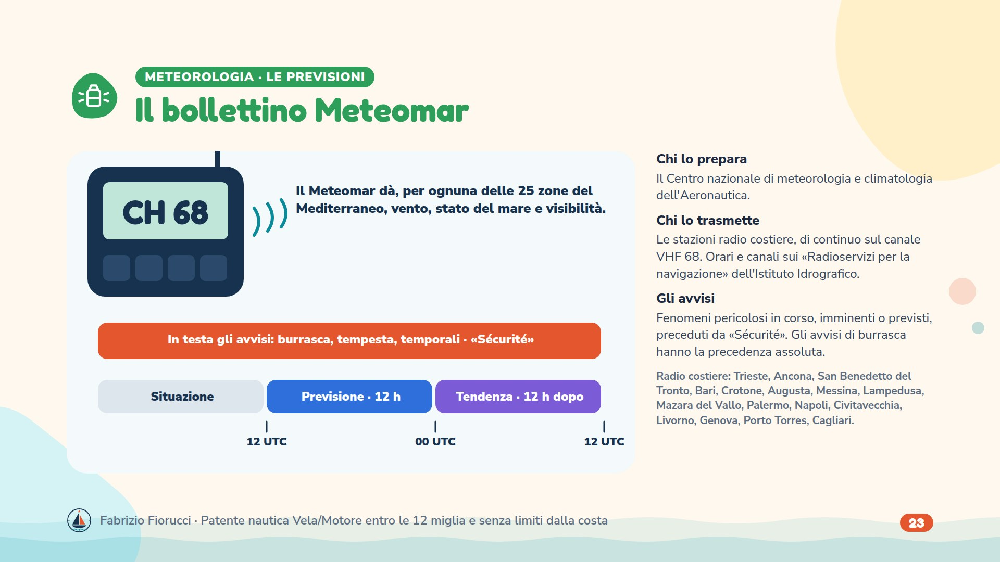 METEOROLOGIA · LE PREVISIONI
Il bollettino Meteomar
CH 68
Il Meteomar dà, per ognuna delle 25 zone del
Mediterraneo, vento, stato del mare e visibilità.
In testa gli avvisi: burrasca, tempesta, temporali · «Sécurité»
Situazione
Previsione · 12 h
Tendenza · 12 h dopo
12 UTC
00 UTC
12 UTC
Chi lo prepara
Il Centro nazionale di meteorologia e climatologia
dell'Aeronautica.
Chi lo trasmette
Le stazioni radio costiere, di continuo sul canale
VHF 68. Orari e canali sui «Radioservizi per la
navigazione» dell'Istituto Idrografico.
Gli avvisi
Fenomeni pericolosi in corso, imminenti o previsti,
preceduti da «Sécurité». Gli avvisi di burrasca
hanno la precedenza assoluta.
Radio costiere: Trieste, Ancona, San Benedetto del
Tronto, Bari, Crotone, Augusta, Messina, Lampedusa,
Mazara del Vallo, Palermo, Napoli, Civitavecchia,
Livorno, Genova, Porto Torres, Cagliari.
Fabrizio Fiorucci · Patente nautica Vela/Motore entro le 12 miglia e senza limiti dalla costa
23